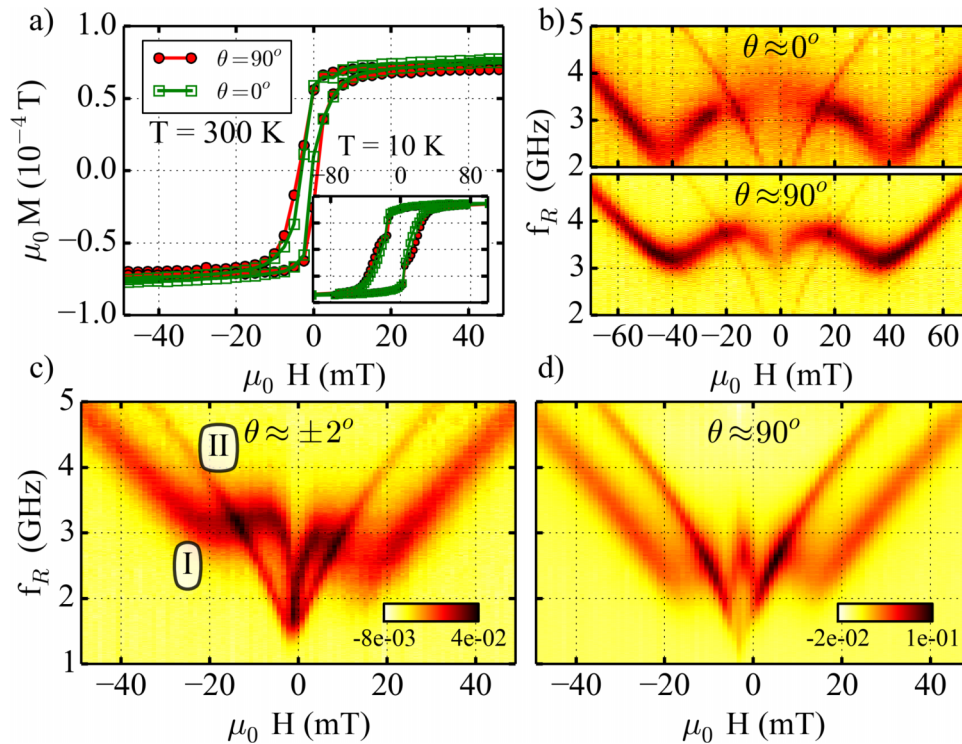 a)
1.0
0.5
0.0
−0.5
−1.0
μ₀M (10⁻⁴T)
θ = 90°
θ = 0°
T = 300 K
T = 10 K
−80 0 80
−40 −20 0 20 40
μ₀ H (mT)
b)
5
4
3
2
θ ≈ 0°
5
4
3
2
θ ≈ 90°
f_R (GHz)
−60 −40 −20 0 20 40 60
μ₀ H (mT)
c)
5
4
3
2
1
f_R (GHz)
θ ≈ ±2°
II
I
-8e-03 4e-02
−40 −20 0 20 40
μ₀ H (mT)
d)
θ ≈ 90°
-2e-02 1e-01
−40 −20 0 20 40
μ₀ H (mT)